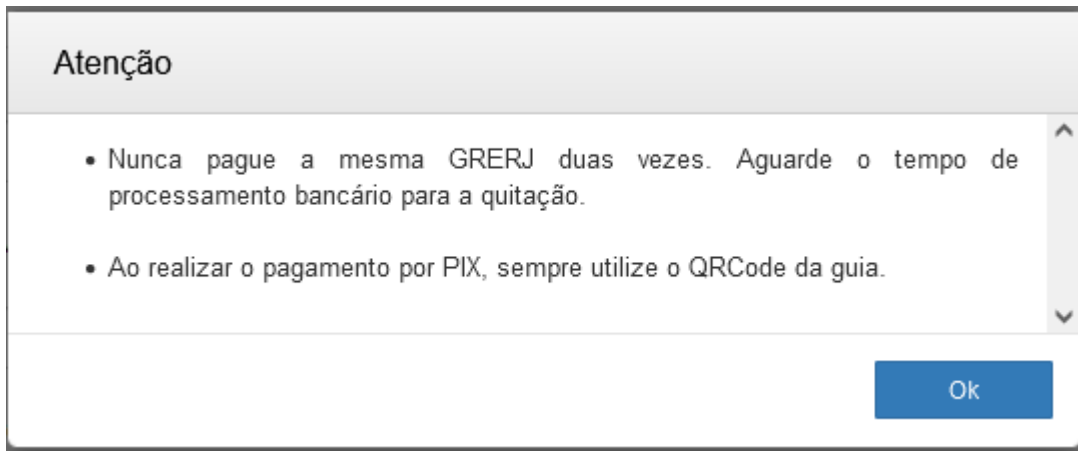 Atenção
• Nunca pague a mesma GRERJ duas vezes. Aguarde o tempo de
processamento bancário para a quitação.
• Ao realizar o pagamento por PIX, sempre utilize o QRCode da guia.
Ok